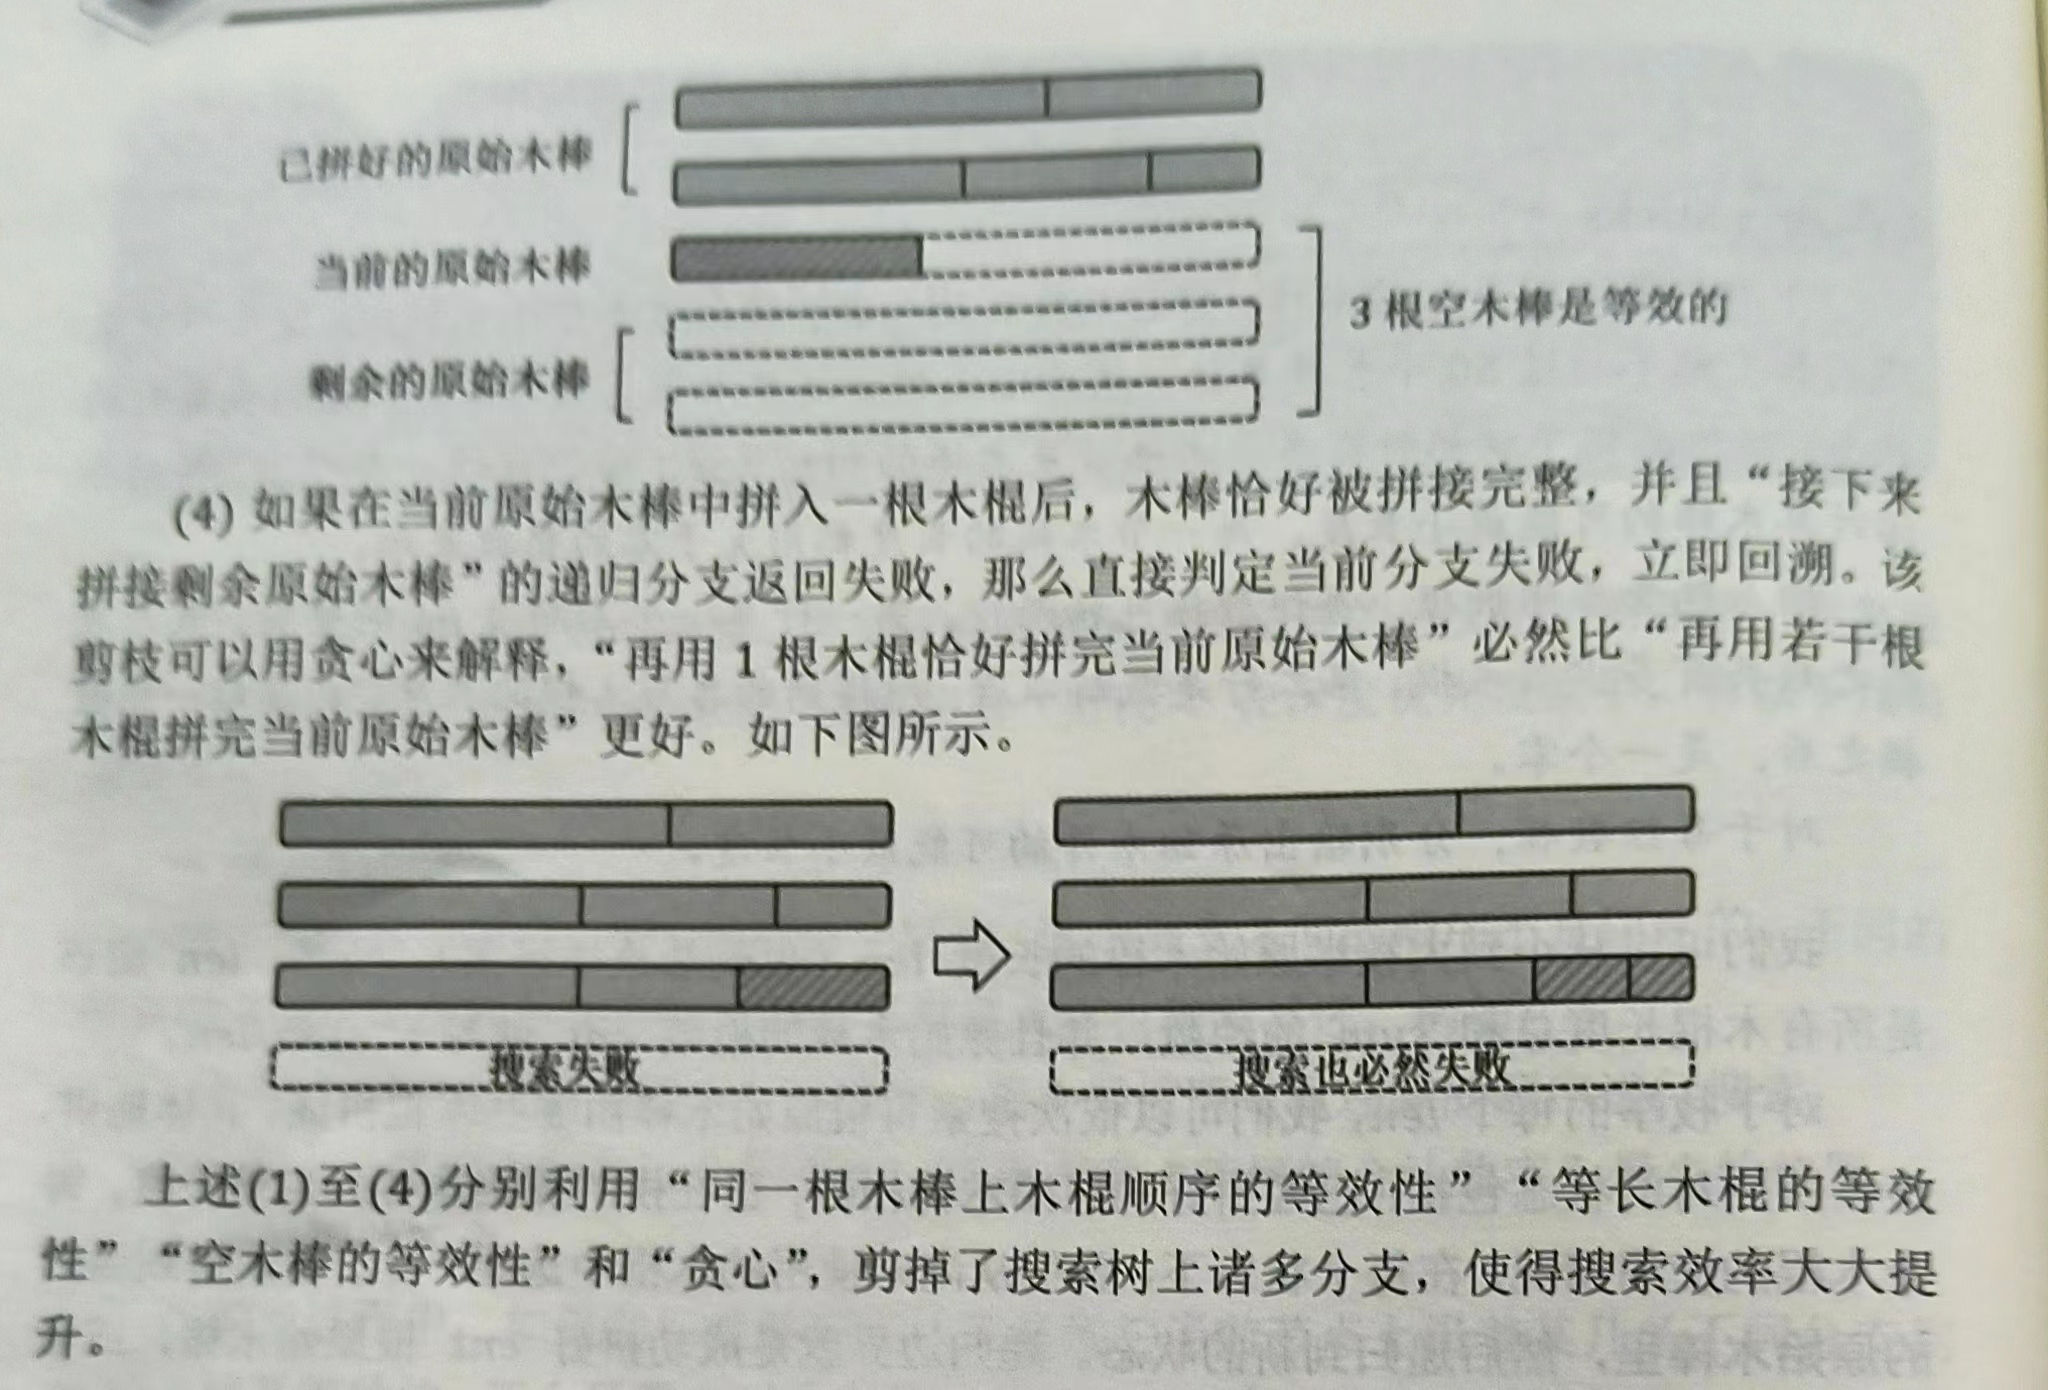 已拼好的原始木棒
当前的原始木棒
3 根空木棒是等效的
剩余的原始木棒
(4) 如果在当前原始木棒中拼入一根木棍后，木棒恰好被拼接完整，并且“接下来
拼接剩余原始木棒”的递归分支返回失败，那么直接判定当前分支失败，立即回溯。该
剪枝可以用贪心来解释，“再用 1 根木棍恰好拼完当前原始木棒”必然比“再用若干根
木棍拼完当前原始木棒”更好。如下图所示。
搜索失败
搜索也必然失败
上述(1)至(4)分别利用“同一根木棒上木棍顺序的等效性”“等长木棍的等效
性”“空木棒的等效性”和“贪心”，剪掉了搜索树上诸多分支，使得搜索效率大大提
升。